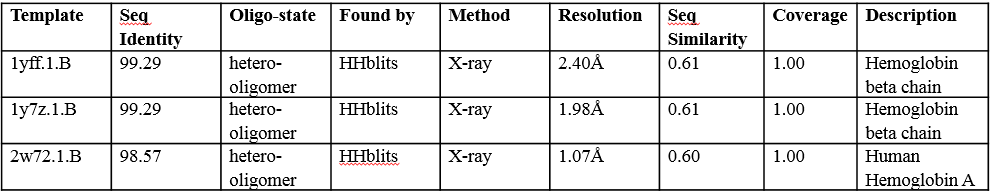 Template Seq Identity Oligo-state Found by Method Resolution Seq Similarity Coverage Description
1yff.1.B 99.29 hetero-oligomer HHblits X-ray 2.40Å 0.61 1.00 Hemoglobin beta chain
1y7z.1.B 99.29 hetero-oligomer HHblits X-ray 1.98Å 0.61 1.00 Hemoglobin beta chain
2w72.1.B 98.57 hetero-oligomer HHblits X-ray 1.07Å 0.60 1.00 Human Hemoglobin A